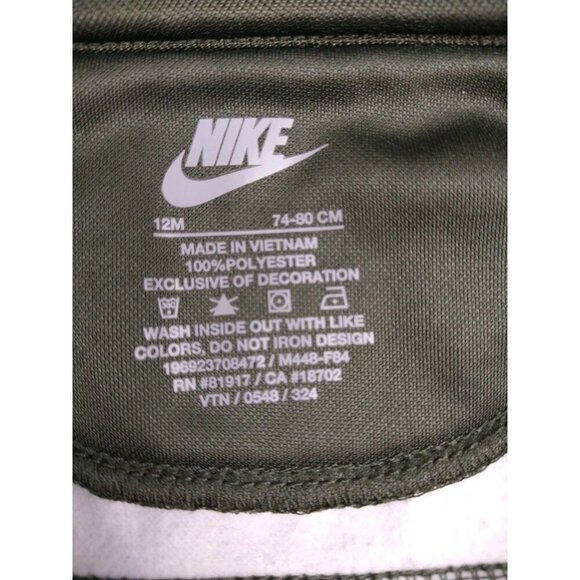 NIKE
12M 74-80 CM
MADE IN VIETNAM
100%POLYESTER
EXCLUSIVE OF DECORATION
WASH INSIDE OUT WITH LIKE
COLORS, DO NOT IRON DESIGN
196923708472 / M448-F84
RN #81917 / CA #18702
VTN / 0548 / 324